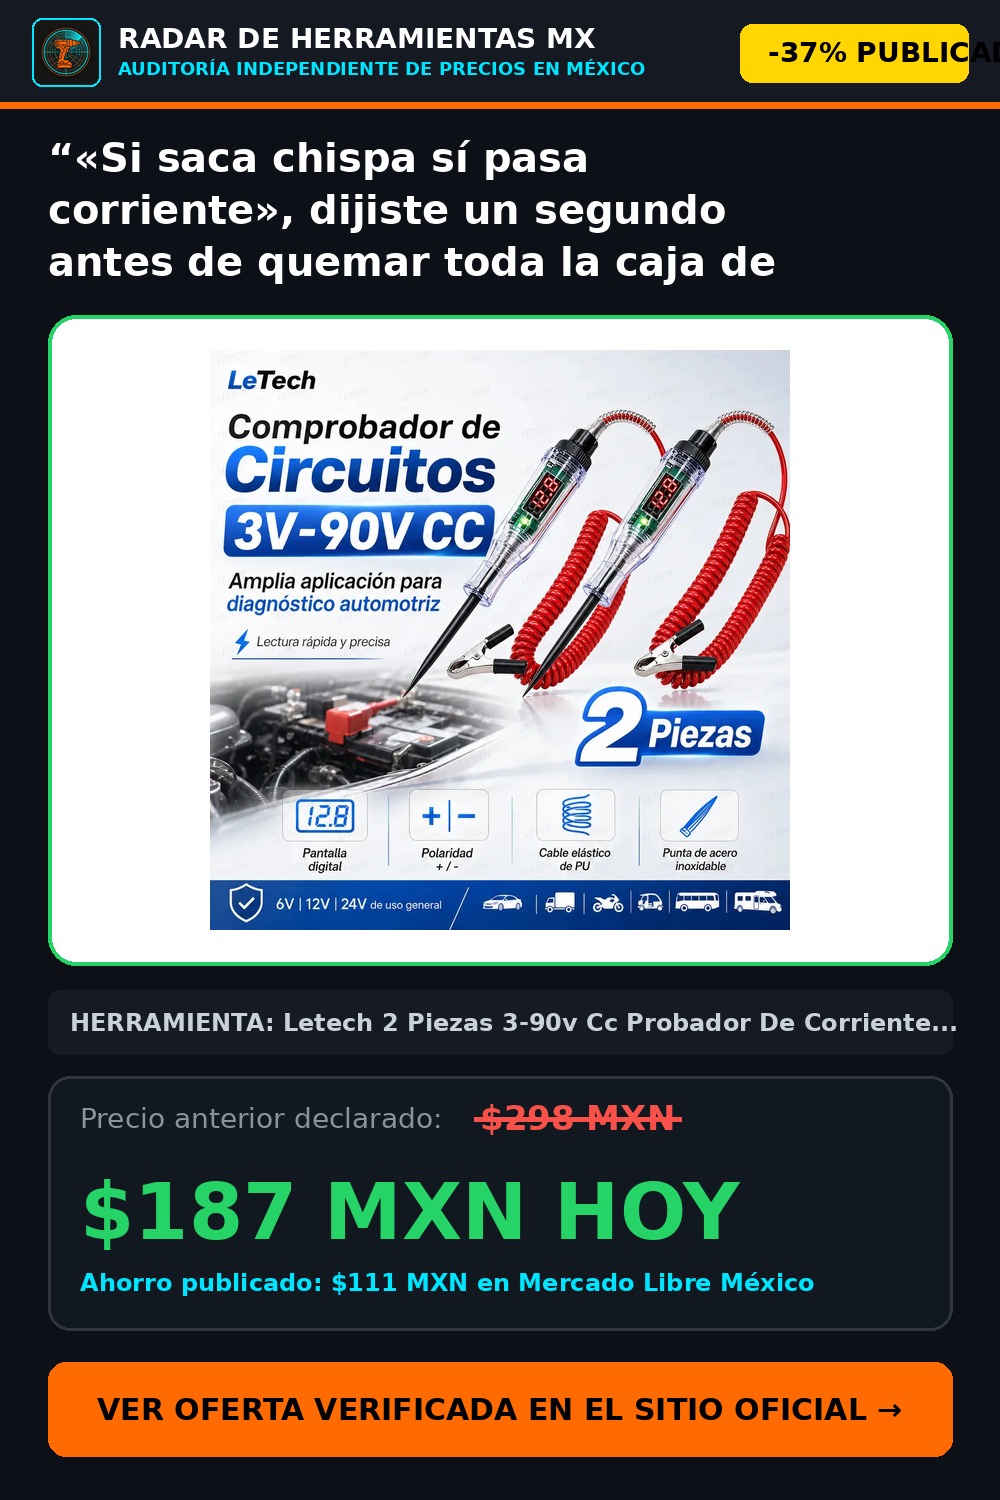 RADAR DE HERRAMIENTAS MX
AUDITORÍA INDEPENDIENTE DE PRECIOS EN MÉXICO
-37% PUBLICA
“«Si saca chispa sí pasa
corriente», dijiste un segundo
antes de quemar toda la caja de
LeTech
Comprobador de
Circuitos
3V-90V CC
Amplia aplicación para
diagnóstico automotriz
Lectura rápida y precisa
2 Piezas
12.8
+ | −
Pantalla
digital
Polaridad
+ / -
Cable elástico
de PU
Punta de acero
inoxidable
6V | 12V | 24V de uso general
HERRAMIENTA: Letech 2 Piezas 3-90v Cc Probador De Corriente...
Precio anterior declarado: $298 MXN
$187 MXN HOY
Ahorro publicado: $111 MXN en Mercado Libre México
VER OFERTA VERIFICADA EN EL SITIO OFICIAL →